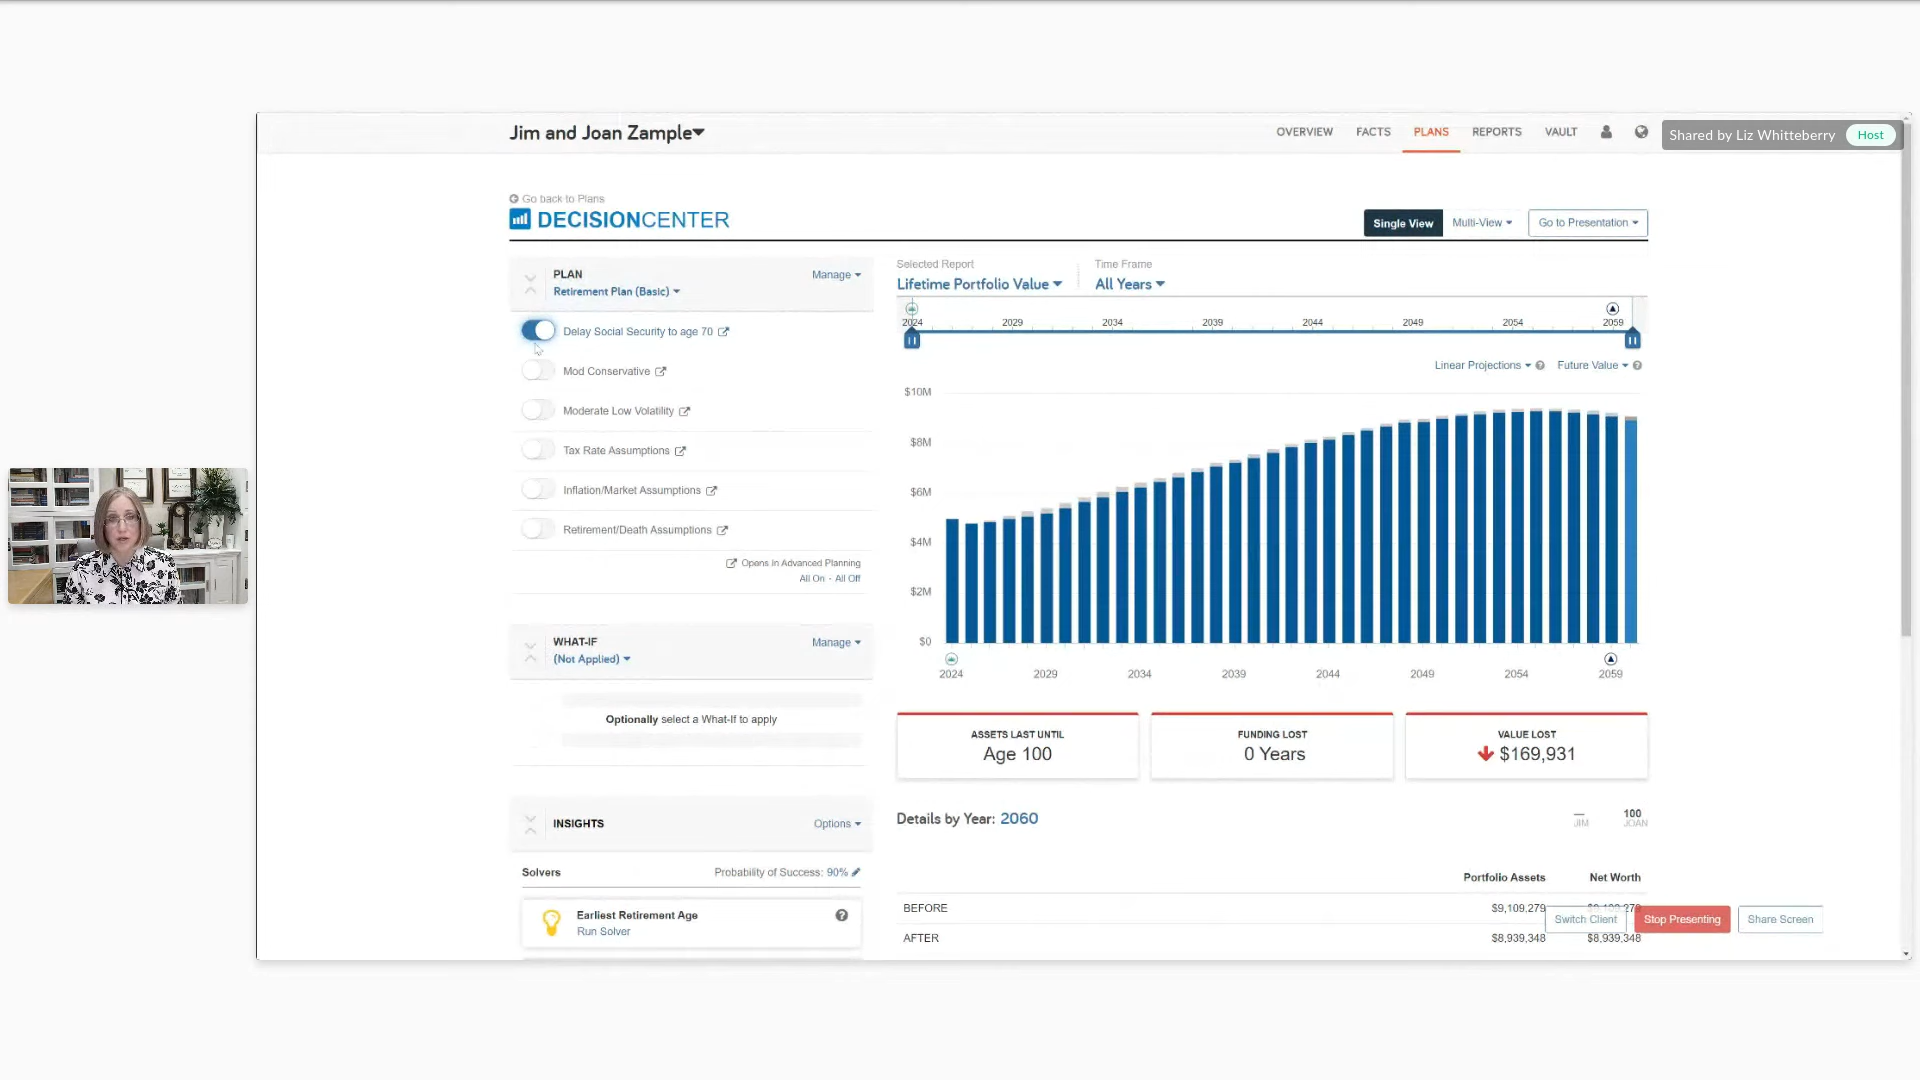 Jim and Joan Zample
OVERVIEW FACTS PLANS REPORTS VAULT
Shared by Liz Whitteberry Host
Go back to Plans
DECISIONCENTER
Single View Multi-View Go to Presentation
PLAN
Retirement Plan (Basic)
Manage
Delay Social Security to age 70
Mod Conservative
Moderate Low Volatility
Tax Rate Assumptions
Inflation/Market Assumptions
Retirement/Death Assumptions
Opens in Advanced Planning
All On - All Off
WHAT-IF
(Not Applied)
Manage
Optionally select a What-If to apply
INSIGHTS
Options
Solvers
Probability of Success: 90%
Earliest Retirement Age
Run Solver
Selected Report
Lifetime Portfolio Value
Time Frame
All Years
2024 2029 2034 2039 2044 2049 2054 2059
Linear Projections Future Value
$10M
$8M
$6M
$4M
$2M
$0
2024 2029 2034 2039 2044 2049 2054 2059
ASSETS LAST UNTIL
Age 100
FUNDING LOST
0 Years
VALUE LOST
$169,931
Details by Year: 2060
—
JIM
100
JOAN
Portfolio Assets Net Worth
BEFORE $9,109,279 $9,109,279
AFTER $8,939,348 $8,939,348
Switch Client Stop Presenting Share Screen